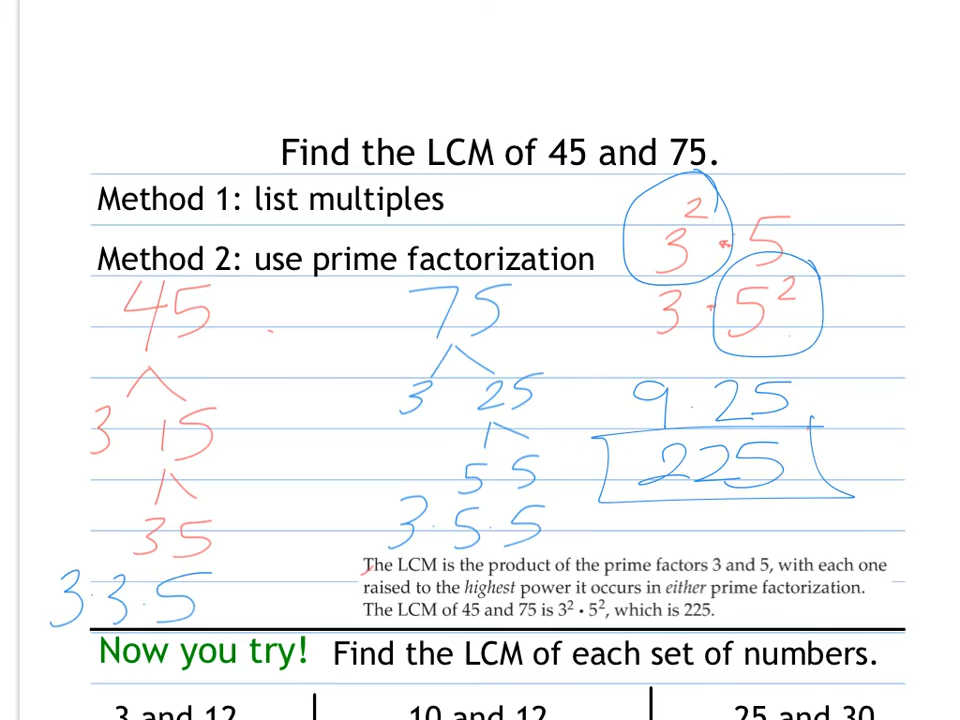 Find the LCM of 45 and 75.
Method 1: list multiples
Method 2: use prime factorization
3² · 5
3 · 5²
45
75
3 25
9 · 25
3 15
225
5 5
3 · 5 · 5
3 5
3 · 3 · 5
The LCM is the product of the prime factors 3 and 5, with each one
raised to the highest power it occurs in either prime factorization.
The LCM of 45 and 75 is 3² • 5², which is 225.
Now you try! Find the LCM of each set of numbers.
3 and 12 10 and 12 25 and 30